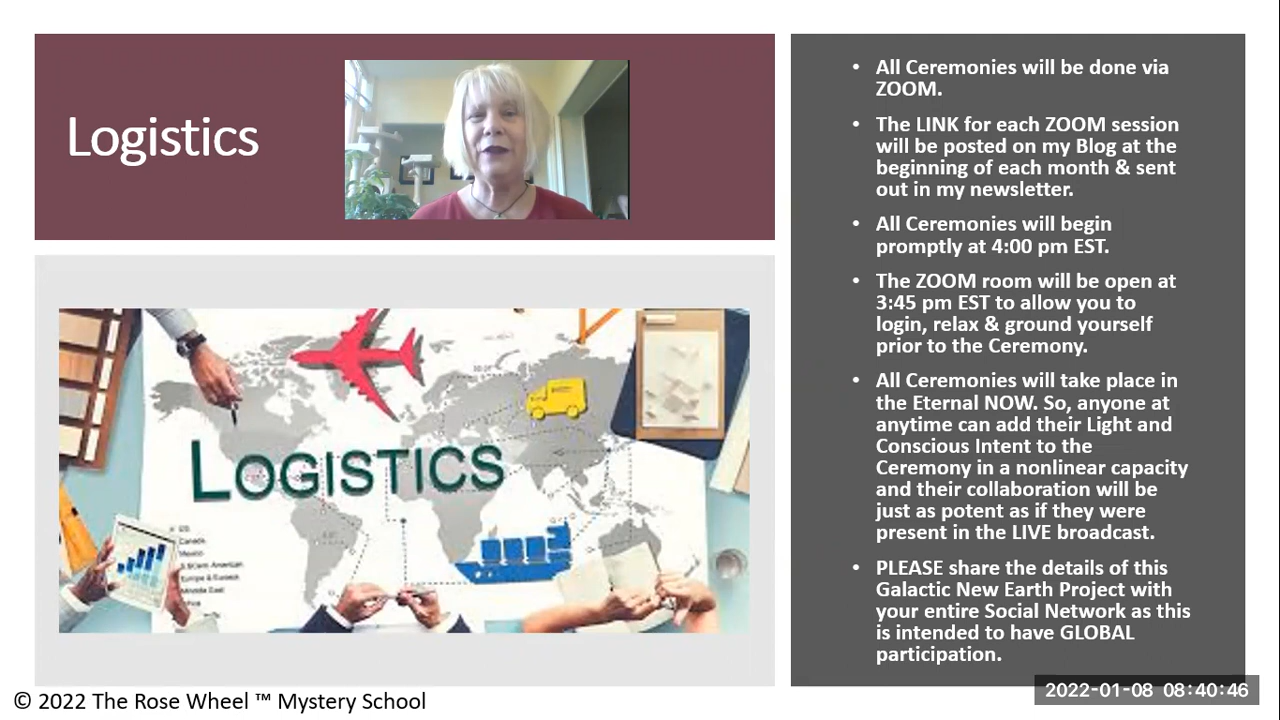 Logistics
• All Ceremonies will be done via
ZOOM.
• The LINK for each ZOOM session
will be posted on my Blog at the
beginning of each month & sent
out in my newsletter.
• All Ceremonies will begin
promptly at 4:00 pm EST.
• The ZOOM room will be open at
3:45 pm EST to allow you to
login, relax & ground yourself
prior to the Ceremony.
• All Ceremonies will take place in
the Eternal NOW. So, anyone at
anytime can add their Light and
Conscious Intent to the
Ceremony in a nonlinear capacity
and their collaboration will be
just as potent as if they were
present in the LIVE broadcast.
• PLEASE share the details of this
Galactic New Earth Project with
your entire Social Network as this
is intended to have GLOBAL
participation.
LOGISTICS
Canada
Mexico
Europe & Eurasia
Middle East
© 2022 The Rose Wheel ™ Mystery School
2022-01-08 08:40:46